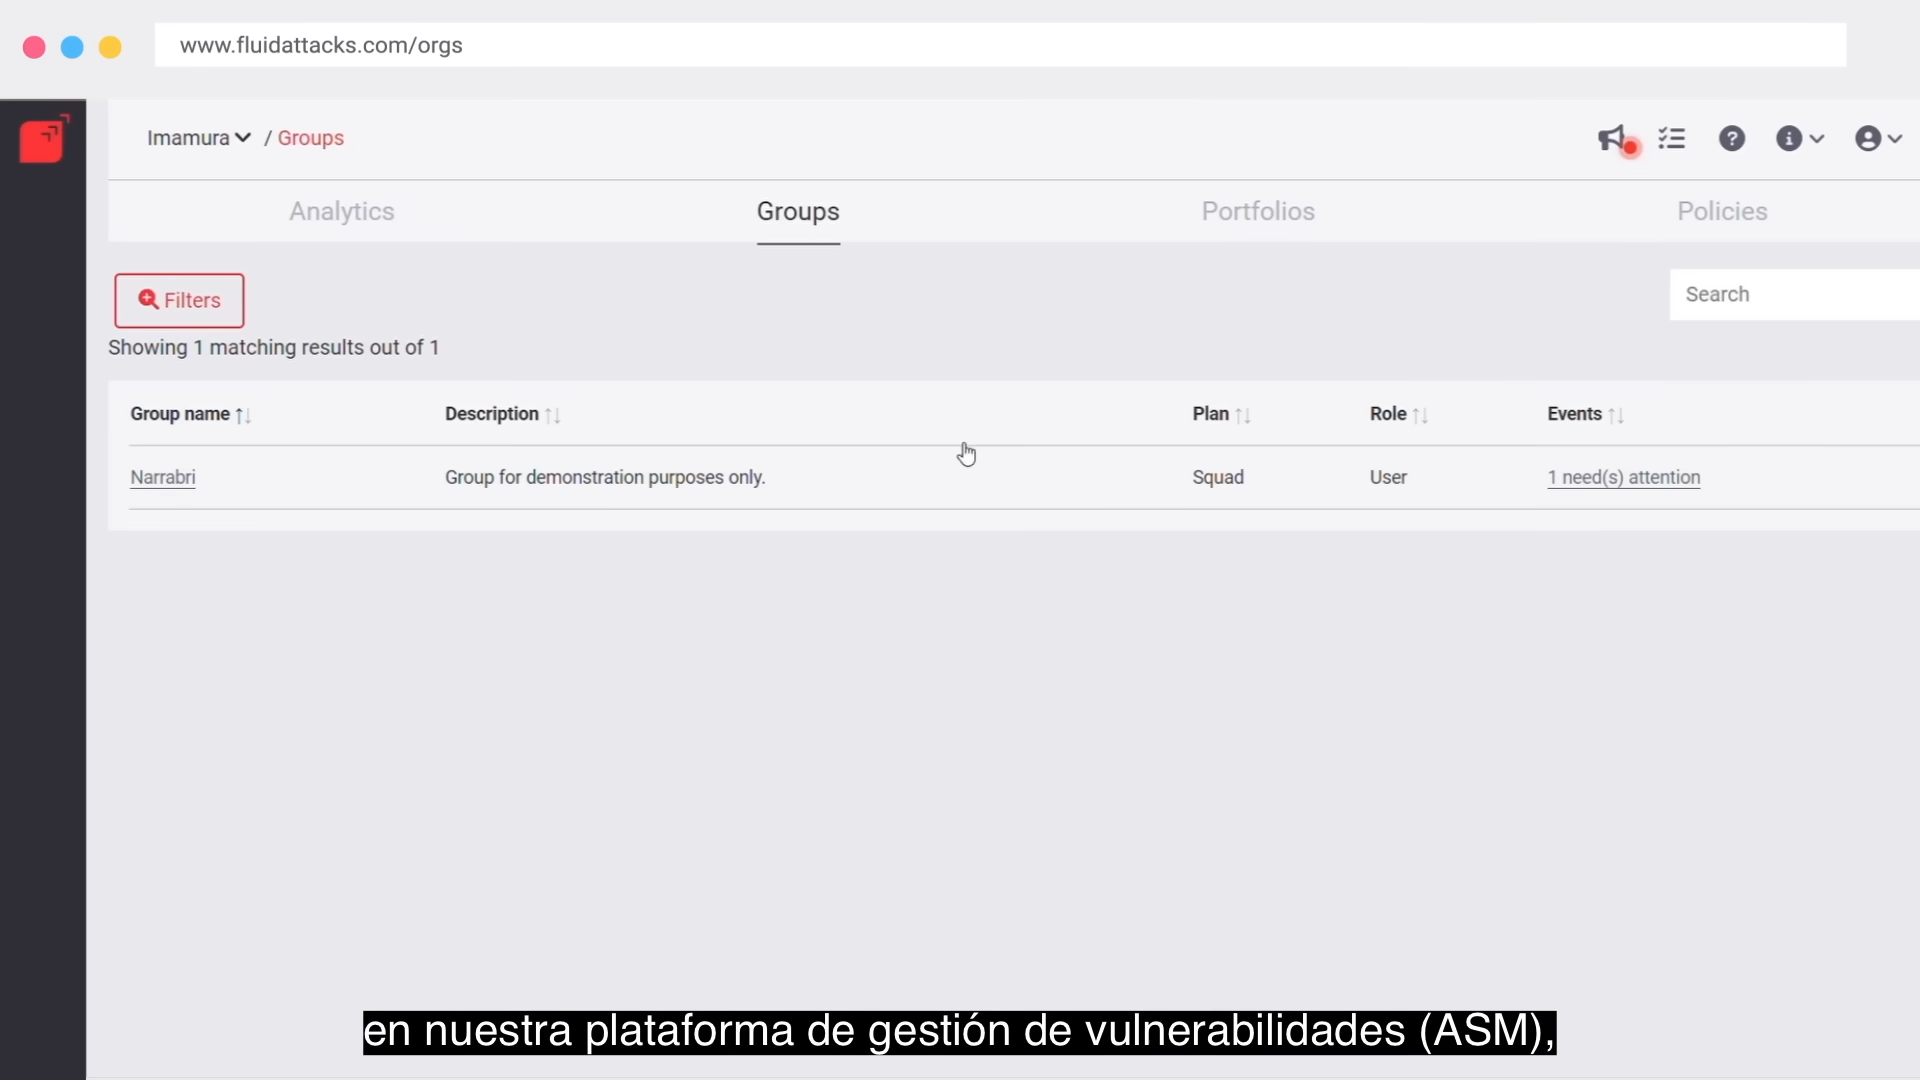 www.fluidattacks.com/orgs
Imamura / Groups
Analytics Groups Portfolios Policies
Filters Search
Showing 1 matching results out of 1
Group name Description Plan Role Events
Narrabri Group for demonstration purposes only. Squad User 1 need(s) attention
en nuestra plataforma de gestión de vulnerabilidades (ASM),